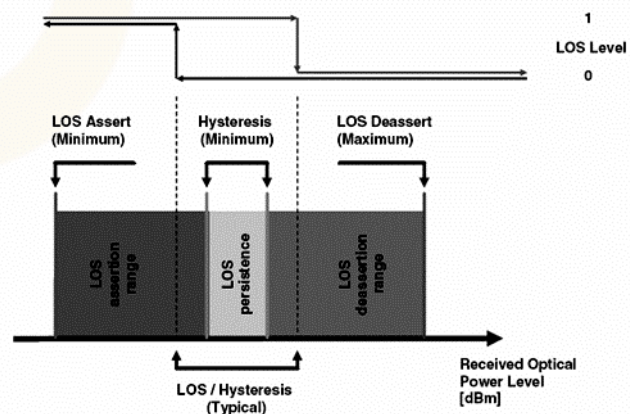 1
LOS Level
0
LOS Assert
(Minimum)
Hysteresis
(Minimum)
LOS Deassert
(Maximum)
LOS
assertion
range
LOS
persistence
LOS
deassertion
range
LOS / Hysteresis
(Typical)
Received Optical
Power Level
[dBm]